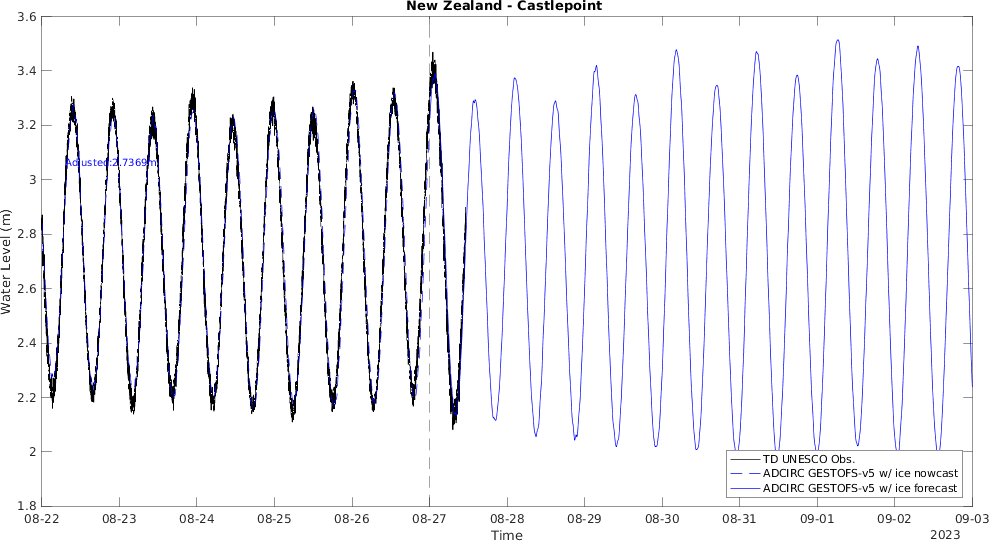 New Zealand - Castlepoint
3.6
3.4
3.2
3
2.8
2.6
2.4
2.2
2
1.8
Water Level (m)
Adjusted:2.7369m
TD UNESCO Obs.
ADCIRC GESTOFS-v5 w/ ice nowcast
ADCIRC GESTOFS-v5 w/ ice forecast
08-22 08-23 08-24 08-25 08-26 08-27 08-28 08-29 08-30 08-31 09-01 09-02 09-03
Time
2023